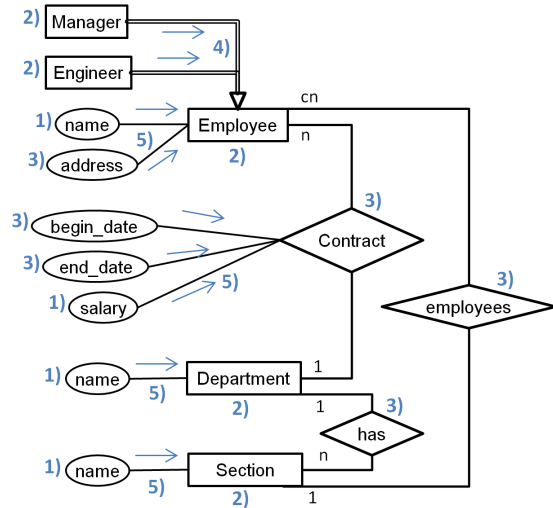 2) Manager
4)
2) Engineer
cn
1) name
5)
Employee
n
3) address
2)
3) begin_date
3)
Contract
3) end_date
5)
3)
1) salary
employees
1) name
5)
Department
1
2)
1
3)
has
n
1) name
5)
Section
2)
1